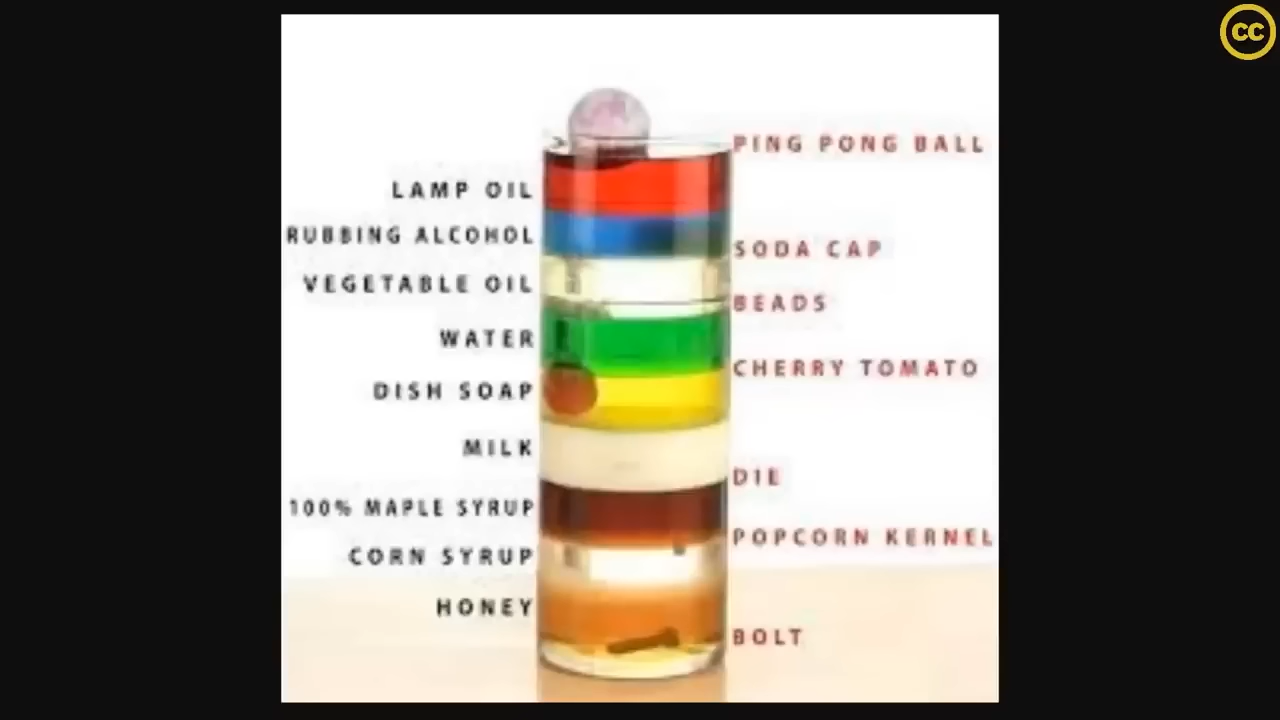 CC
PING PONG BALL
LAMP OIL
RUBBING ALCOHOL
SODA CAP
VEGETABLE OIL
BEADS
WATER
CHERRY TOMATO
DISH SOAP
MILK
DIE
100% MAPLE SYRUP
POPCORN KERNEL
CORN SYRUP
HONEY
BOLT